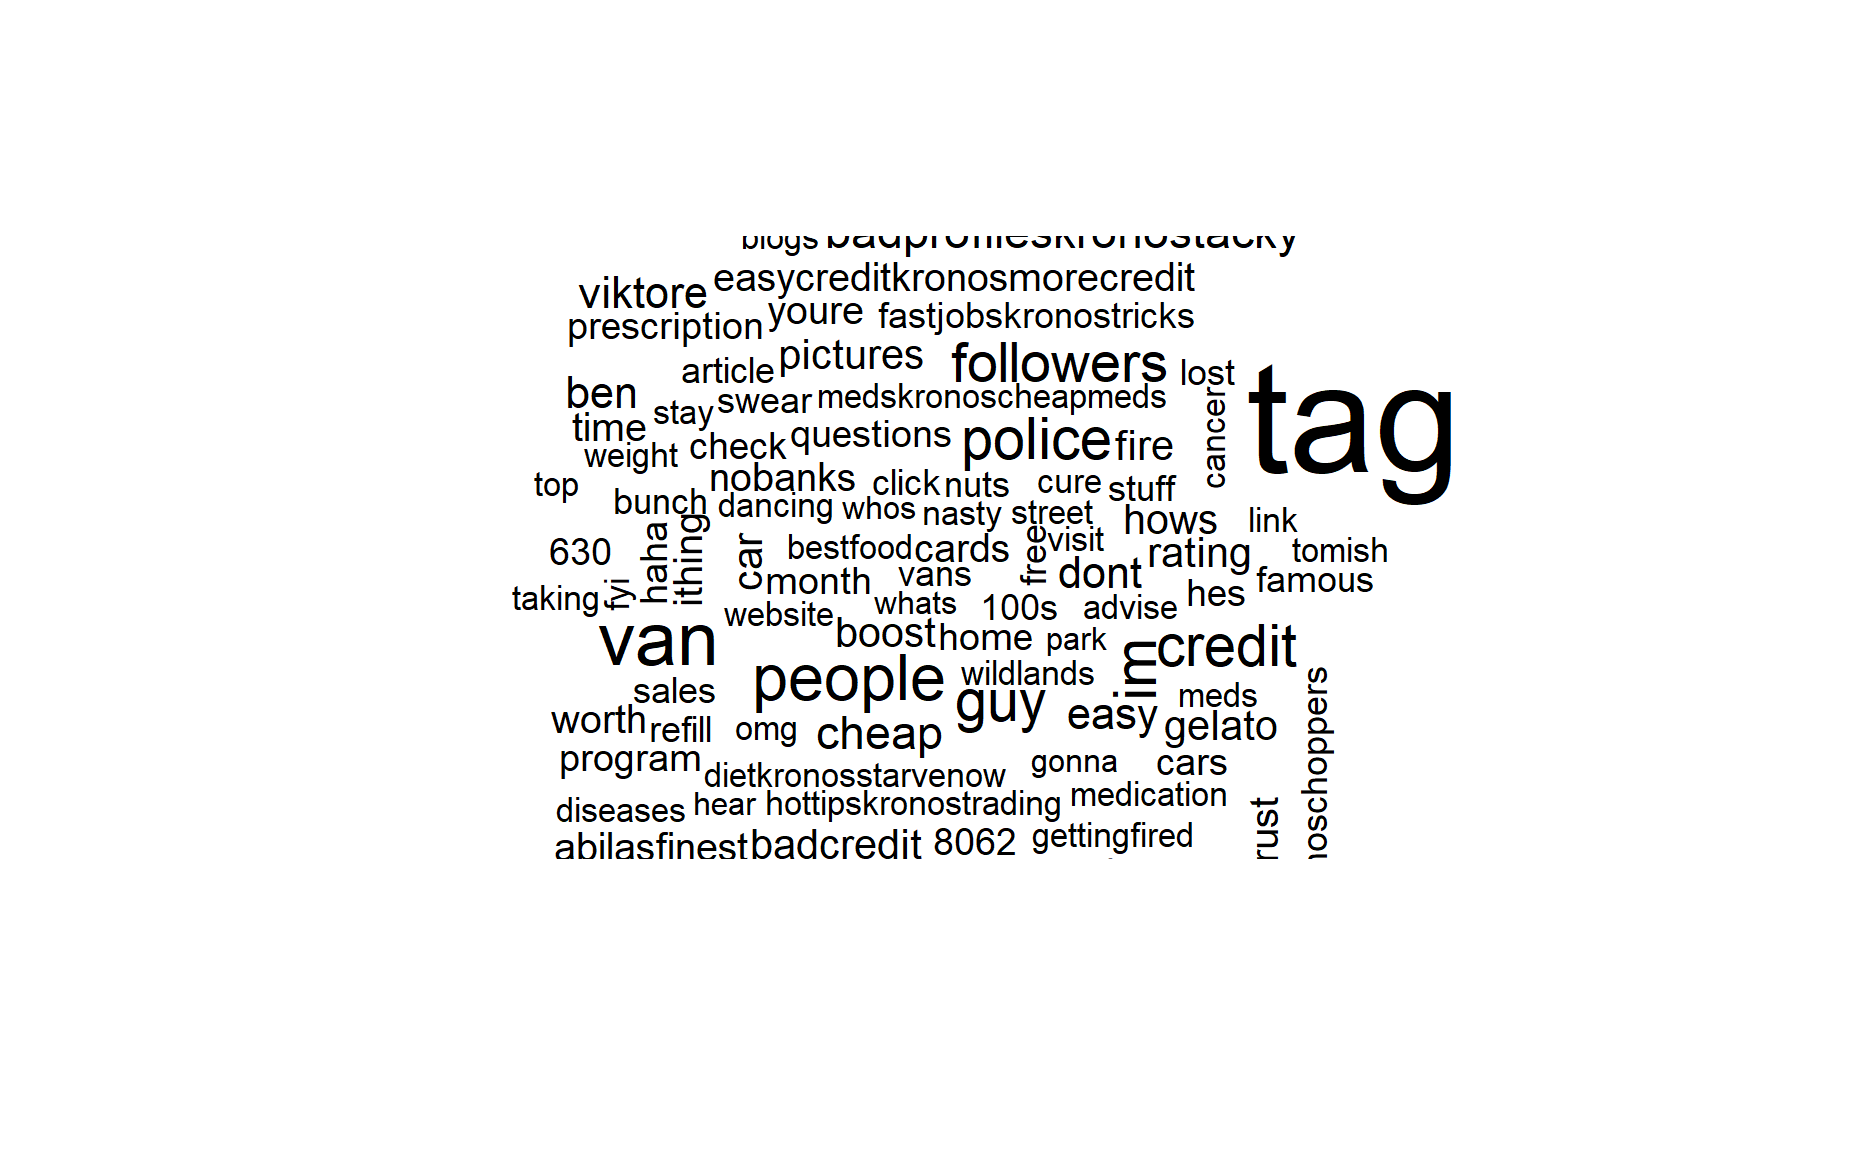 blogs badprofileskronostacky
viktore easycreditkronosmorecredit
prescription youre fastjobskronostricks
article pictures followers lost
tag
ben stay swear medskronoscheapmeds cancer
time check questions police fire
weight
top nobanks click nuts cure stuff
bunch dancing whos nasty street hows link
630 haha ithing car bestfood cards free visit rating tomish
taking fyi month vans dont famous
website whats 100s advise hes
van boost home park im credit
people wildlands
sales guy easy meds
worth refill omg cheap gelato
program dietkronosstarvenow gonna cars
diseases hear hottipskronostrading medication
abilasfinest badcredit 8062 gettingfired rust oschoppers